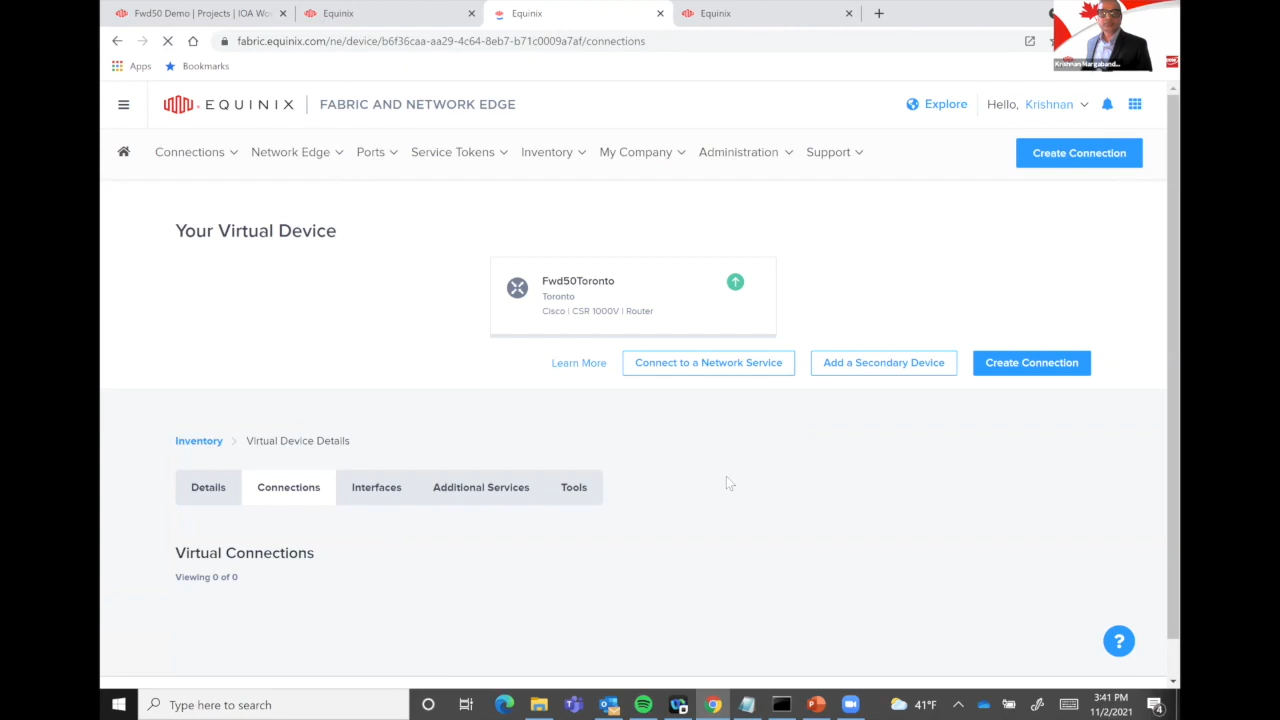 Fwd50 Demo | Projects | IOA Wo
Equinix
Equinix
Equinix
fabric.equinix.com/ne/device/b6f36caa-aa29-4c64-8eb7-b71c0009a7af/connections
Apps
Bookmarks
Krishnan Margaband...
EQUINIX
FABRIC AND NETWORK EDGE
Explore
Hello, Krishnan
Connections
Network Edge
Ports
Service Tokens
Inventory
My Company
Administration
Support
Create Connection
Your Virtual Device
Fwd50Toronto
Toronto
Cisco | CSR 1000V | Router
Learn More
Connect to a Network Service
Add a Secondary Device
Create Connection
Inventory
Virtual Device Details
Details
Connections
Interfaces
Additional Services
Tools
Virtual Connections
Viewing 0 of 0
?
Type here to search
41°F
3:41 PM
11/2/2021
4